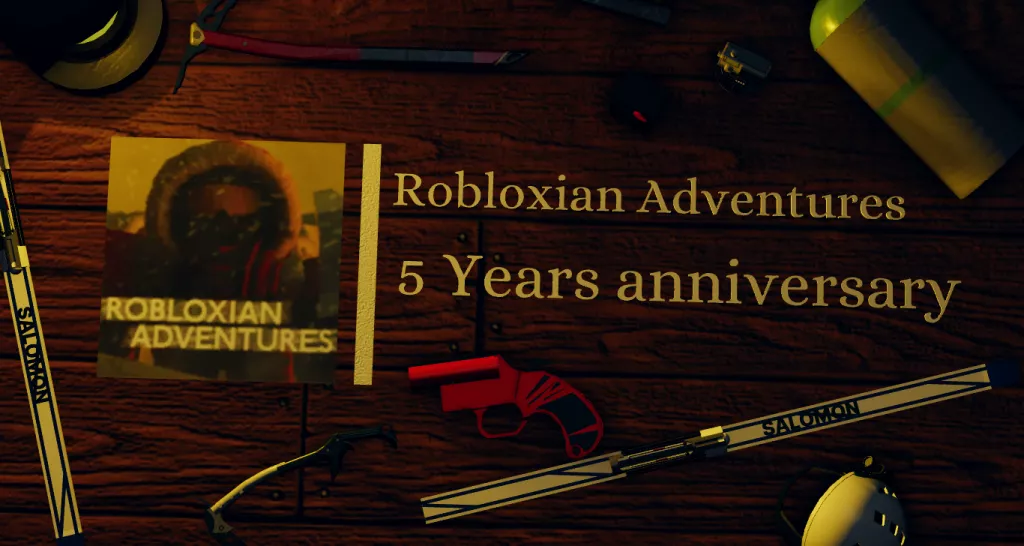 ROBLOXIAN
ADVENTURES
Robloxian Adventures
5 Years anniversary
SALOMON
SALOMON